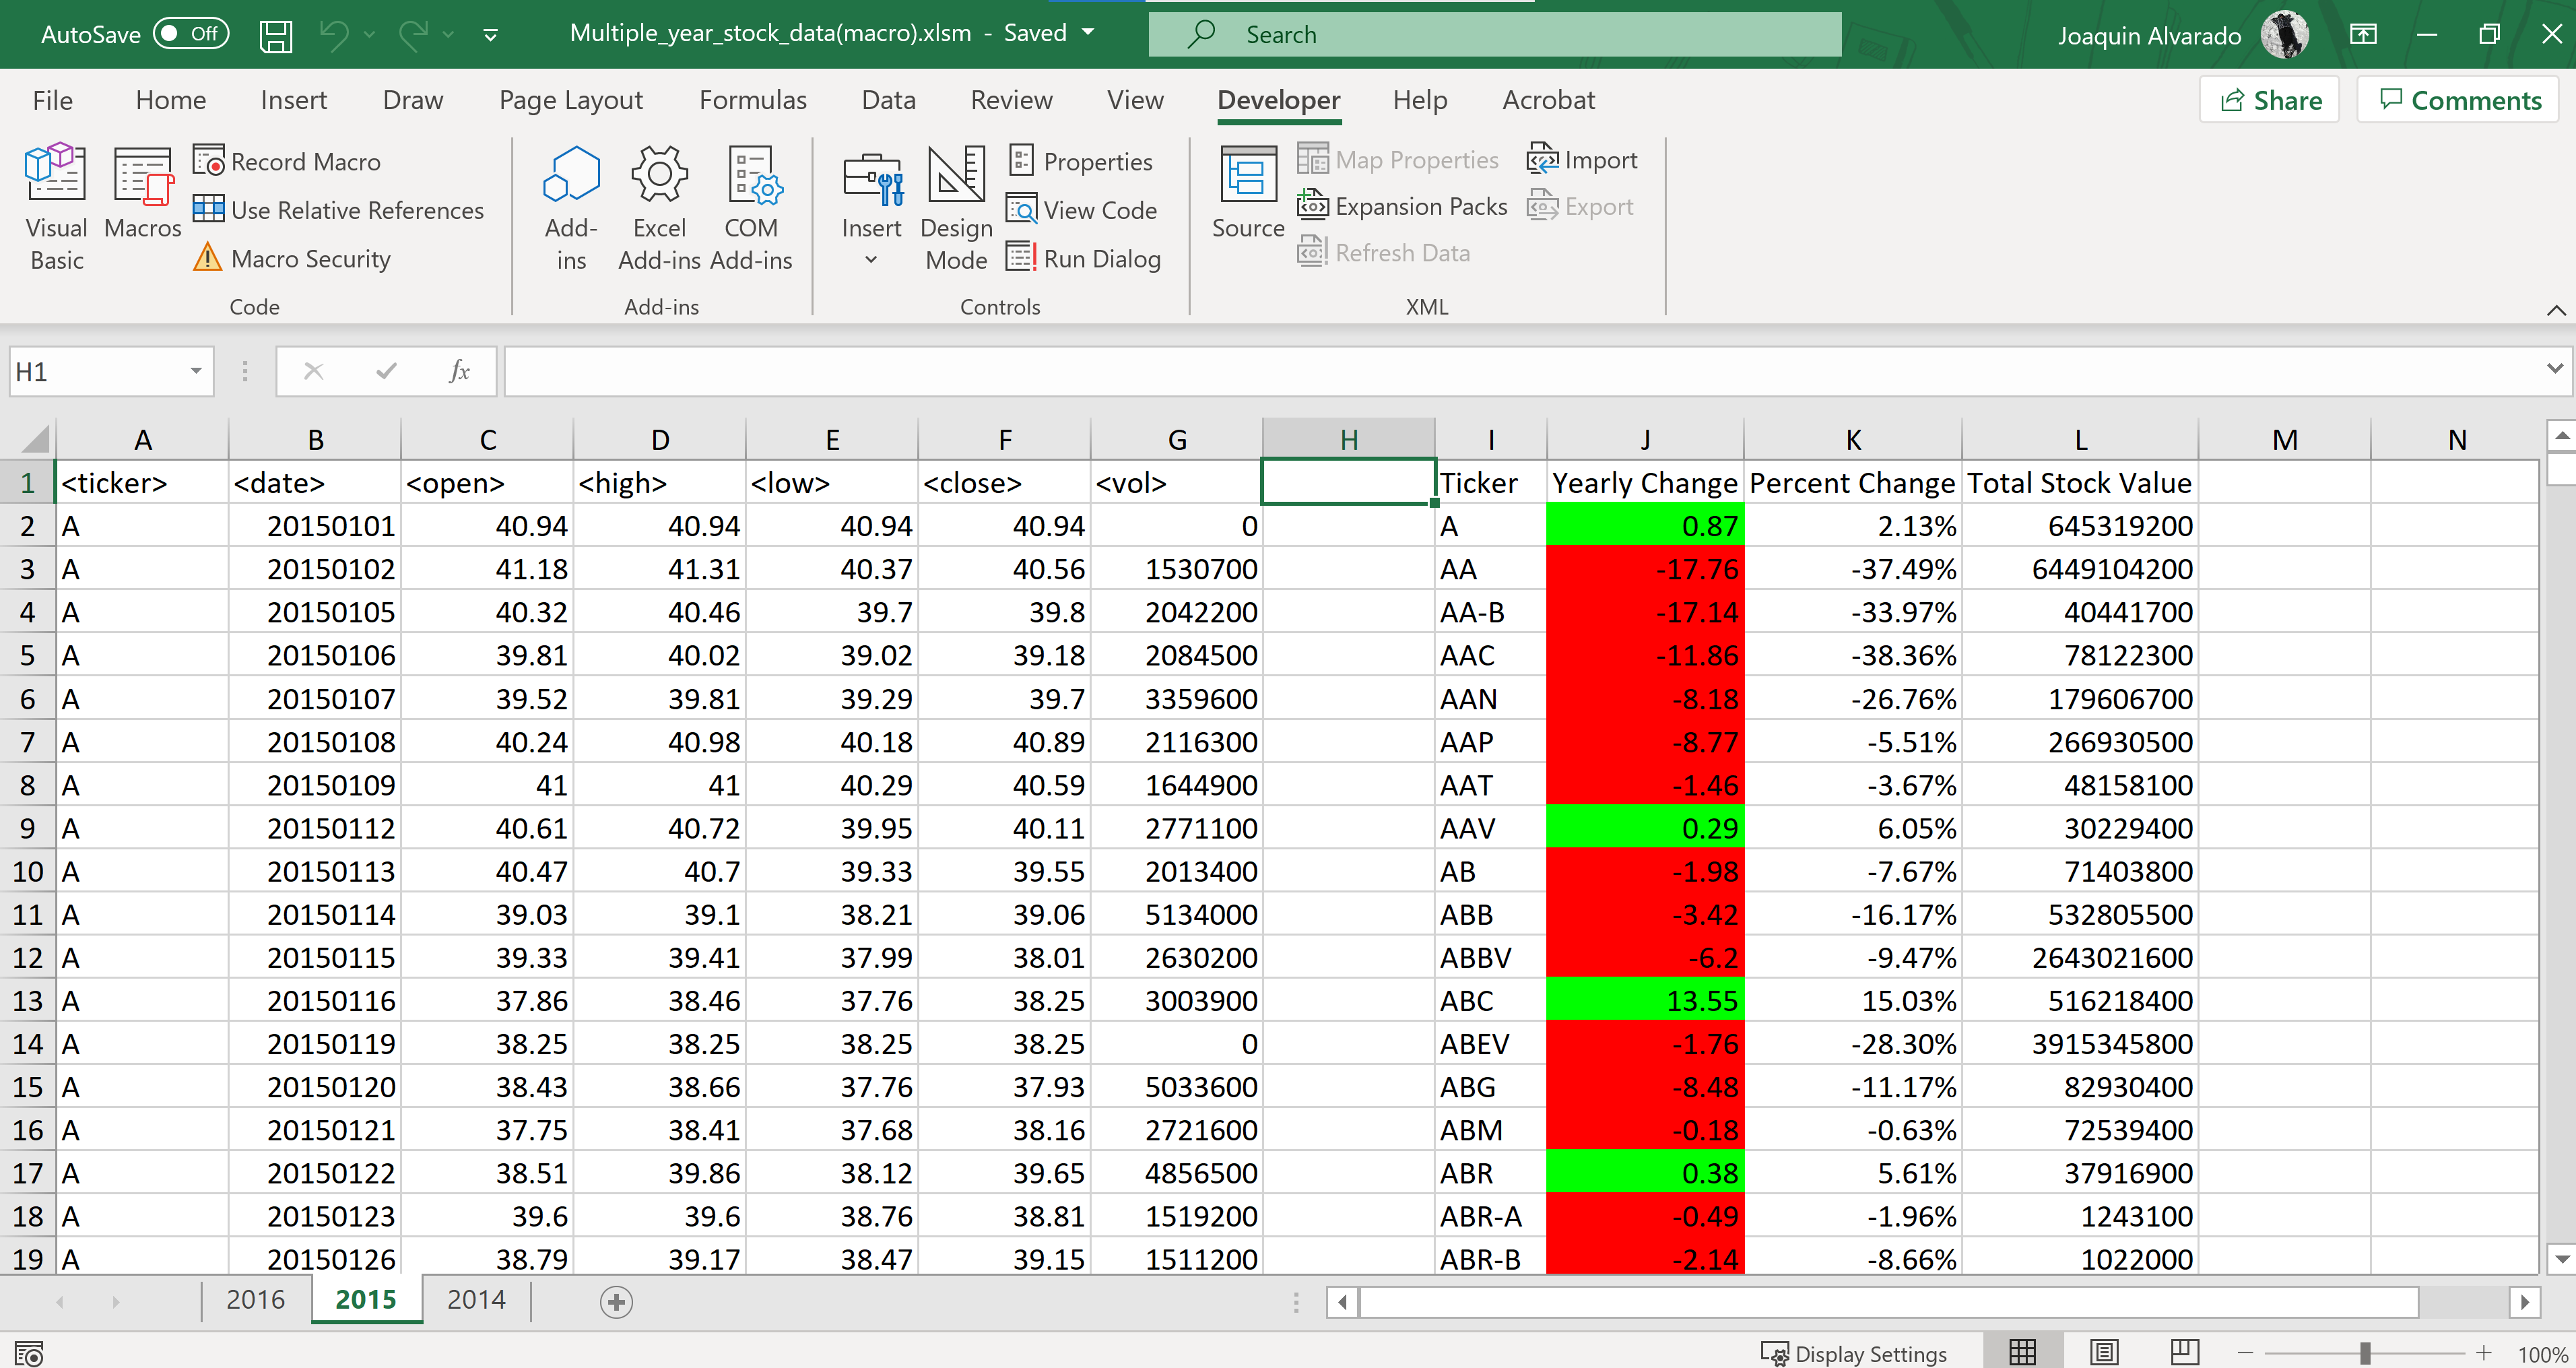 AutoSave Off Multiple_year_stock_data(macro).xlsm - Saved Search Joaquin Alvarado
File Home Insert Draw Page Layout Formulas Data Review View Developer Help Acrobat Share Comments
Visual Basic
Macros
Record Macro
Use Relative References
Macro Security
Code
Add-ins
Excel Add-ins
COM Add-ins
Add-ins
Insert
Design Mode
Properties
View Code
Run Dialog
Controls
Source
Map Properties
Expansion Packs
Refresh Data
Import
Export
XML
H1 fx
A B C D E F G H I J K L M N
1 <ticker> <date> <open> <high> <low> <close> <vol> Ticker Yearly Change Percent Change Total Stock Value
2 A 20150101 40.94 40.94 40.94 40.94 0 A 0.87 2.13% 645319200
3 A 20150102 41.18 41.31 40.37 40.56 1530700 AA -17.76 -37.49% 6449104200
4 A 20150105 40.32 40.46 39.7 39.8 2042200 AA-B -17.14 -33.97% 40441700
5 A 20150106 39.81 40.02 39.02 39.18 2084500 AAC -11.86 -38.36% 78122300
6 A 20150107 39.52 39.81 39.29 39.7 3359600 AAN -8.18 -26.76% 179606700
7 A 20150108 40.24 40.98 40.18 40.89 2116300 AAP -8.77 -5.51% 266930500
8 A 20150109 41 41 40.29 40.59 1644900 AAT -1.46 -3.67% 48158100
9 A 20150112 40.61 40.72 39.95 40.11 2771100 AAV 0.29 6.05% 30229400
10 A 20150113 40.47 40.7 39.33 39.55 2013400 AB -1.98 -7.67% 71403800
11 A 20150114 39.03 39.1 38.21 39.06 5134000 ABB -3.42 -16.17% 532805500
12 A 20150115 39.33 39.41 37.99 38.01 2630200 ABBV -6.2 -9.47% 2643021600
13 A 20150116 37.86 38.46 37.76 38.25 3003900 ABC 13.55 15.03% 516218400
14 A 20150119 38.25 38.25 38.25 38.25 0 ABEV -1.76 -28.30% 3915345800
15 A 20150120 38.43 38.66 37.76 37.93 5033600 ABG -8.48 -11.17% 82930400
16 A 20150121 37.75 38.41 37.68 38.16 2721600 ABM -0.18 -0.63% 72539400
17 A 20150122 38.51 39.86 38.12 39.65 4856500 ABR 0.38 5.61% 37916900
18 A 20150123 39.6 39.6 38.76 38.81 1519200 ABR-A -0.49 -1.96% 1243100
19 A 20150126 38.79 39.17 38.47 39.15 1511200 ABR-B -2.14 -8.66% 1022000
2016 2015 2014
Display Settings 100%